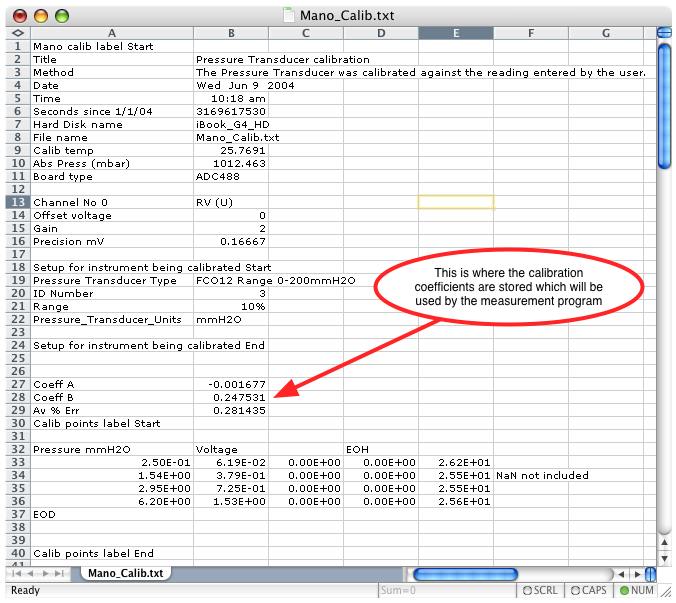 Mano_Calib.txt
A B C D E F G
1 Mano calib label Start
2 Title Pressure Transducer calibration
3 Method The Pressure Transducer was calibrated against the reading entered by the user.
4 Date Wed Jun 9 2004
5 Time 10:18 am
6 Seconds since 1/1/04 3169617530
7 Hard Disk name iBook_G4_HD
8 File name Mano_Calib.txt
9 Calib temp 25.7691
10 Abs Press (mbar) 1012.463
11 Board type ADC488
12
13 Channel No 0 RV (U)
14 Offset voltage 0
15 Gain 2
16 Precision mV 0.16667
17
18 Setup for instrument being calibrated Start
19 Pressure Transducer Type FCO12 Range 0-200mmH2O
20 ID Number 3
21 Range 10%
22 Pressure_Transducer_Units mmH2O
23
24 Setup for instrument being calibrated End
25
26
27 Coeff A -0.001677
28 Coeff B 0.247531
29 Av % Err 0.281435
30 Calib points label Start
31
32 Pressure mmH2O Voltage EOH
33 2.50E-01 6.19E-02 0.00E+00 0.00E+00 2.62E+01
34 1.54E+00 3.79E-01 0.00E+00 0.00E+00 2.55E+01 NaN not included
35 2.95E+00 7.25E-01 0.00E+00 0.00E+00 2.55E+01
36 6.20E+00 1.53E+00 0.00E+00 0.00E+00 2.56E+01
37 EOD
38
39
40 Calib points label End
41
This is where the calibration
coefficients are stored which will be
used by the measurement program
Mano_Calib.txt
Ready Sum=0 SCRL CAPS NUM